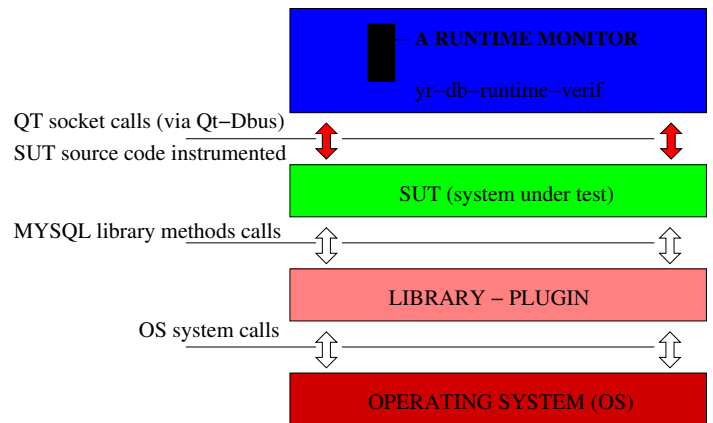 A RUNTIME MONITOR
yr−db−runtime−verif
QT socket calls (via Qt−Dbus)
SUT source code instrumented
SUT (system under test)
MYSQL library methods calls
LIBRARY − PLUGIN
OS system calls
OPERATING SYSTEM (OS)